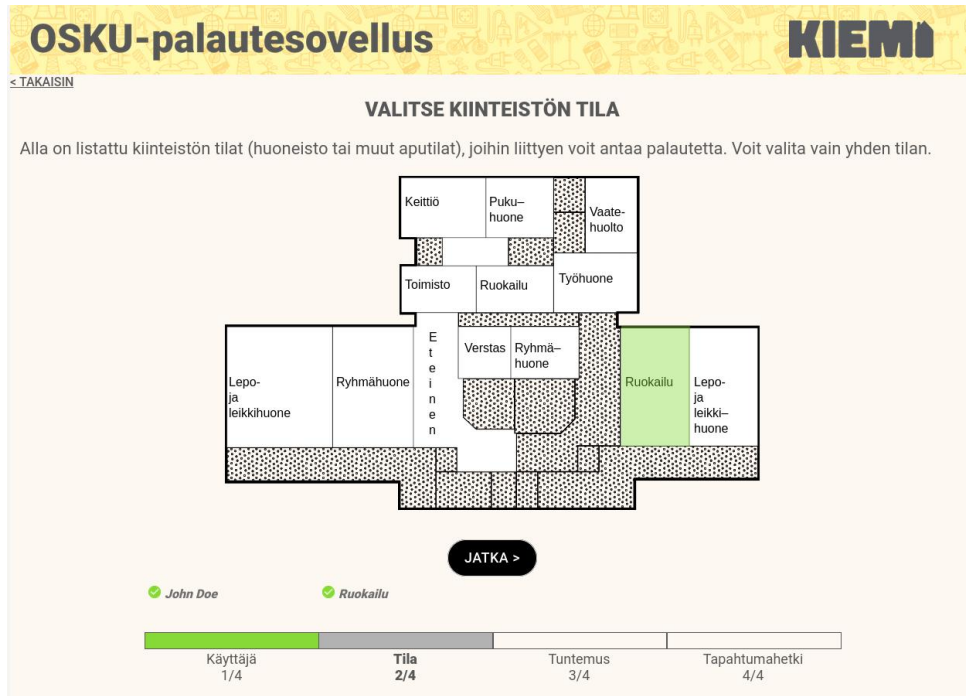 OSKU-palautesovellus
KIEMI
< TAKAISIN
VALITSE KIINTEISTÖN TILA
Alla on listattu kiinteistön tilat (huoneisto tai muut aputilat), joihin liittyen voit antaa palautetta. Voit valita vain yhden tilan.
Keittiö
Puku–
huone
Vaate-
huolto
Toimisto
Ruokailu
Työhuone
Eteinen
Verstas
Ryhmä–
huone
Lepo-
ja
leikkihuone
Ryhmähuone
Ruokailu
Lepo-
ja
leikki–
huone
JATKA >
John Doe
Ruokailu
Käyttäjä
1/4
Tila
2/4
Tuntemus
3/4
Tapahtumahetki
4/4